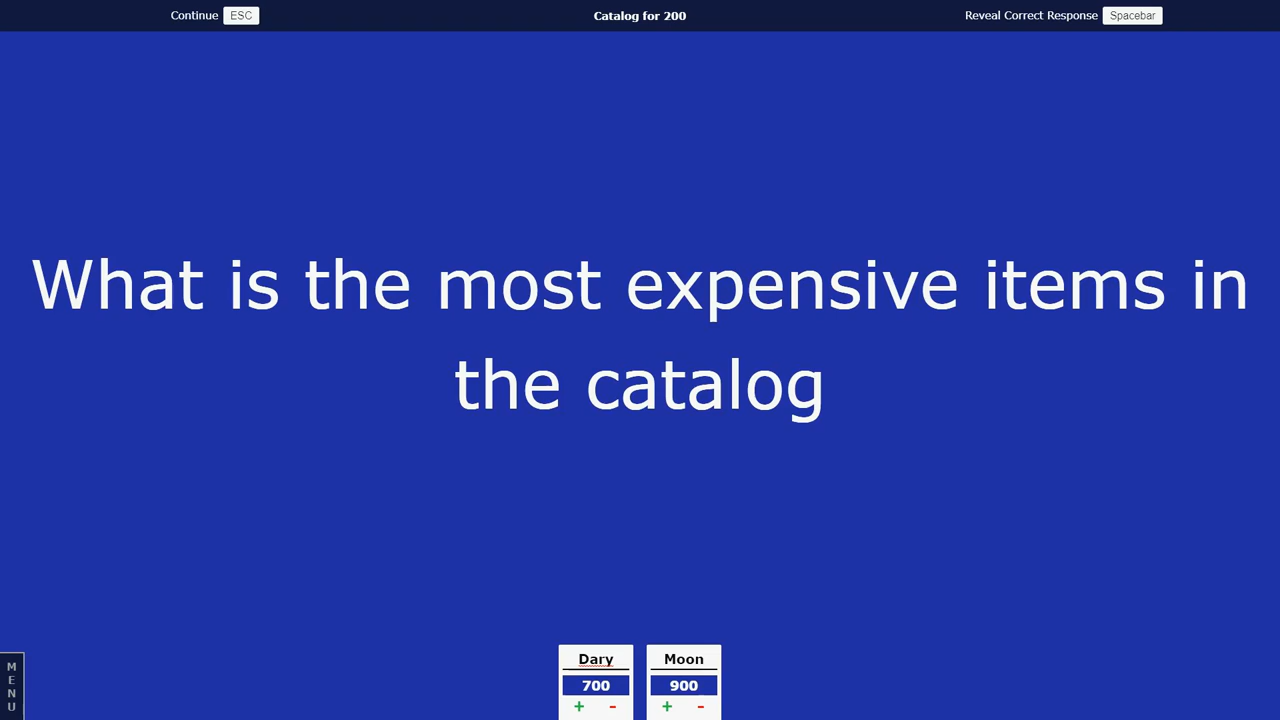 Continue ESC
Catalog for 200
Reveal Correct Response Spacebar
What is the most expensive items in
the catalog
MENU
Dary
700
+ -
Moon
900
+ -